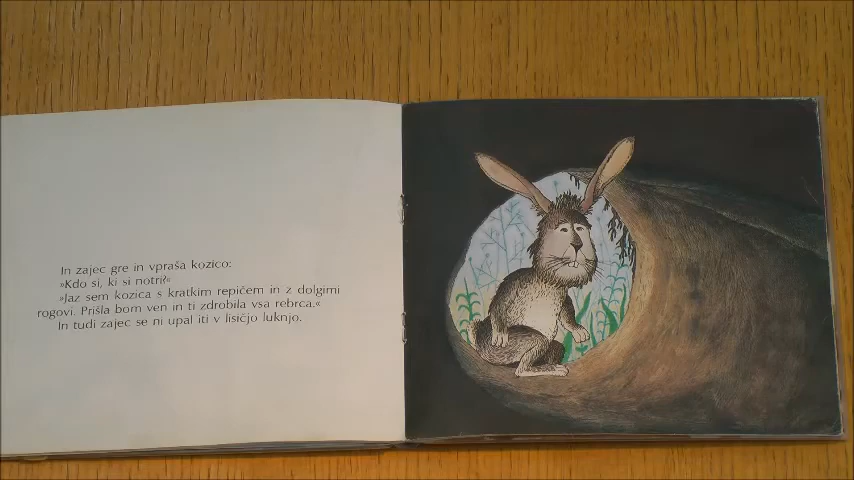 In zajec gre in vpraša kozico:
»Kdo si, ki si notri?«
»Jaz sem kozica s kratkim repičem in z dolgimi
rogovi. Prišla bom ven in ti zdrobila vsa rebrca.«
In tudi zajec se ni upal iti v lisičjo luknjo.